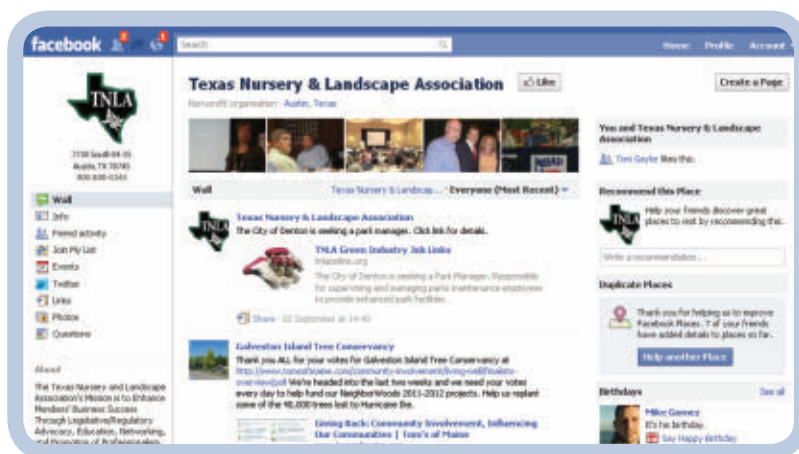 facebook
2
1
Search
Home Profile Account
TNLA
Austin, TX 78745
Wall
Info
Friend activity
Join My List
Events
Twitter
Links
Photos
Questions
About
The Texas Nursery and Landscape
Association's Mission is to Enhance
Members' Business Success
Through Legislative/Regulatory
Advocacy, Education, Networking,
and Promotion of Professionalism.
Texas Nursery & Landscape Association Like
Nonprofit organisation · Austin, Texas
Wall Texas Nursery & Landscap... · Everyone (Most Recent)
TNLA
Texas Nursery & Landscape Association
The City of Denton is seeking a park manager. Click link for details.
TNLA Green Industry Job Links
tnlaonline.org
The City of Denton is seeking a Park Manager. Responsible
for supervising and managing parks maintenance employees
to provide enhanced park facilities.
Share · 12 September at 14:40
Galveston Island Tree Conservancy
Thank you ALL for your votes for Galveston Island Tree Conservancy at
We're headed into the last two weeks and we need your votes
every day to help fund our NeighborWoods 2011-2012 projects. Help us replant
some of the 40,000 trees lost to Hurricane Ike.
Giving Back: Community Involvement, Influencing
Our Communities | Tom's of Maine
Create a Page
You and Texas Nursery & Landscape
Association
likes this.
Recommend this Place
TNLA
Help your friends discover great
places to visit by recommending this.
Write a recommendation...
Duplicate Places
Thank you for helping us to improve
Facebook Places. 7 of your friends
have added details to places so far.
Help another Place
Birthdays See all
Mike Gomez
It's his birthday.
Say Happy Birthday